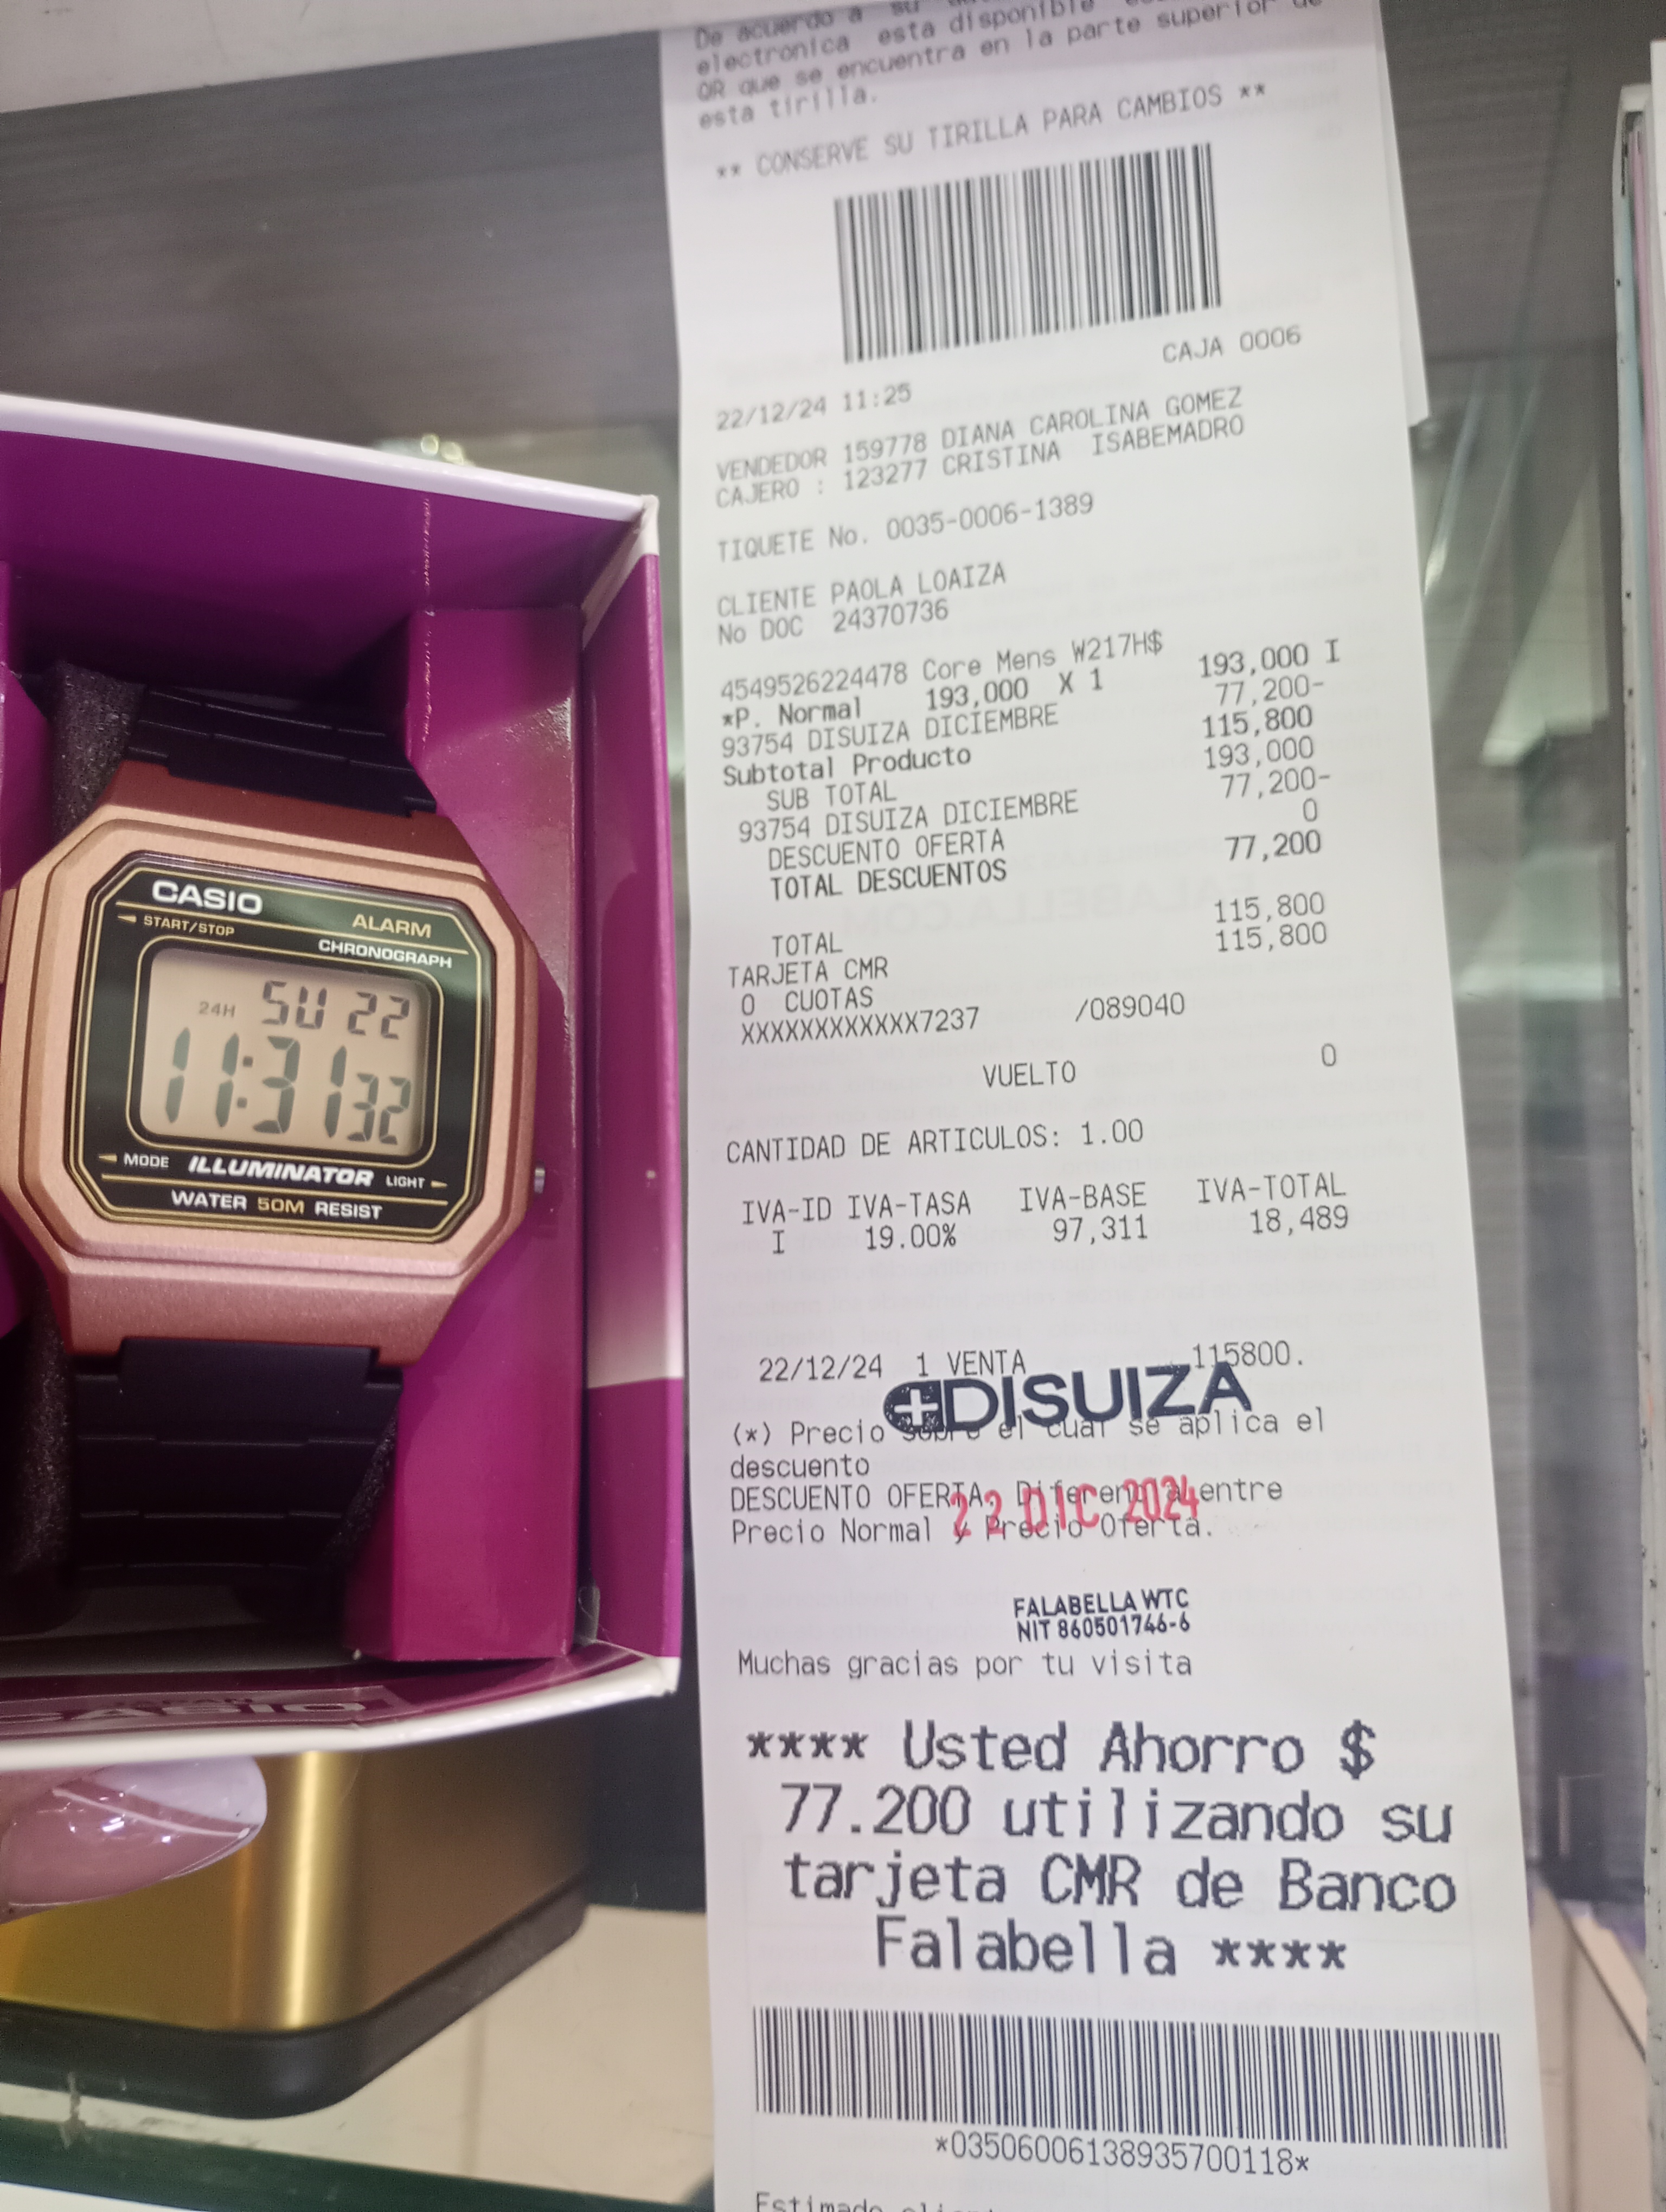 De acuerdo a su
electronica esta disponible
QR que se encuentra en la parte superior de
esta tirilla.
** CONSERVE SU TIRILLA PARA CAMBIOS **
CAJA 0006
22/12/24 11:25
VENDEDOR 159778 DIANA CAROLINA GOMEZ
CAJERO : 123277 CRISTINA ISABEMADRO
TIQUETE No. 0035-0006-1389
CLIENTE PAOLA LOAIZA
No DOC 24370736
4549526224478 Core Mens W217H$ 193,000 I
*P. Normal 193,000 X 1
93754 DISUIZA DICIEMBRE 77,200-
Subtotal Producto 115,800
SUB TOTAL 193,000
93754 DISUIZA DICIEMBRE 77,200-
DESCUENTO OFERTA 0
TOTAL DESCUENTOS 77,200
TOTAL 115,800
TARJETA CMR 115,800
0 CUOTAS
XXXXXXXXXXXX7237 /089040
VUELTO 0
CANTIDAD DE ARTICULOS: 1.00
IVA-ID IVA-TASA IVA-BASE IVA-TOTAL
I 19.00% 97,311 18,489
22/12/24 1 VENTA 115800.
DISUIZA
(*) Precio sobre el cual se aplica el
descuento
DESCUENTO OFERTA: Diferencia entre
22 DIC 2024
Precio Normal y Precio Oferta.
FALABELLA WTC
NIT 860501746-6
Muchas gracias por tu visita
**** Usted Ahorro $
77.200 utilizando su
tarjeta CMR de Banco
Falabella ****
*03506006138935700118*
CASIO
START/STOP
ALARM
CHRONOGRAPH
24H SU 22
11:31 32
MODE ILLUMINATOR LIGHT
WATER 50M RESIST
CASIO